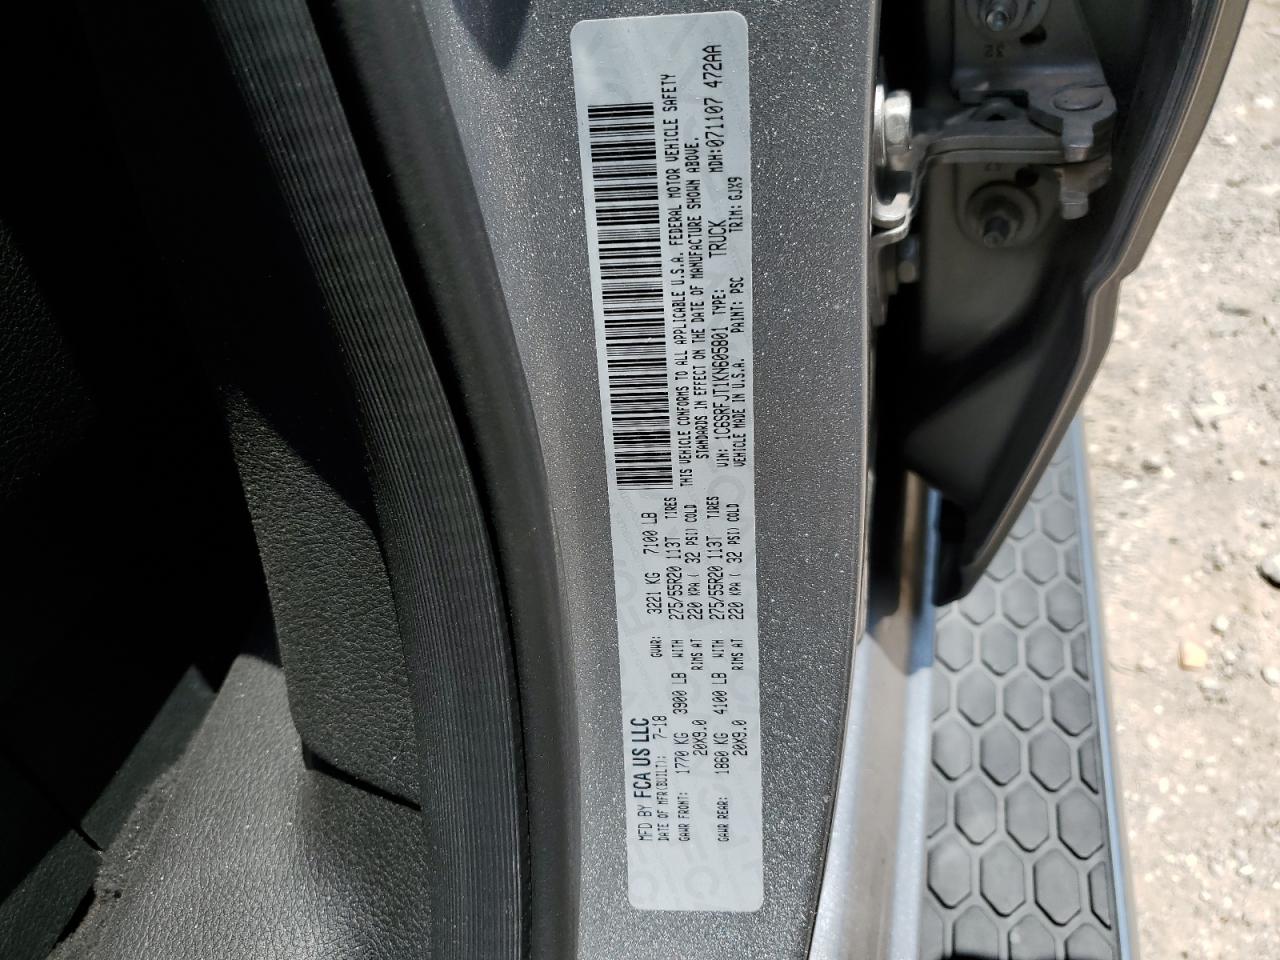 MFD BY FCA US LLC
DATE OF MFR(BUILT): 7-18 GVWR: 3221 KG 7100 LB
GAWR FRONT: 1770 KG 3900 LB WITH 275/55R20 113T TIRES
20X9.0 RIMS AT 220 KPA ( 32 PSI) COLD
GAWR REAR: 1860 KG 4100 LB WITH 275/55R20 113T TIRES
20X9.0 RIMS AT 220 KPA ( 32 PSI) COLD
THIS VEHICLE CONFORMS TO ALL APPLICABLE U.S.A. FEDERAL MOTOR VEHICLE SAFETY
STANDARDS IN EFFECT ON THE DATE OF MANUFACTURE SHOWN ABOVE.
VIN: 1C6SRFJT1KN605801 TYPE: TRUCK MDH:071107 472AA
VEHICLE MADE IN U.S.A. PAINT: PSC TRIM: GJX9
32